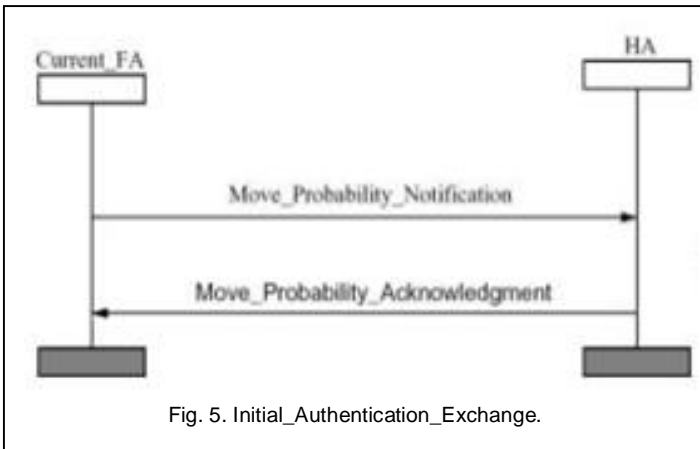 Current_FA
HA
Move_Probability_Notification
Move_Probability_Acknowledgment
Fig. 5. Initial_Authentication_Exchange.